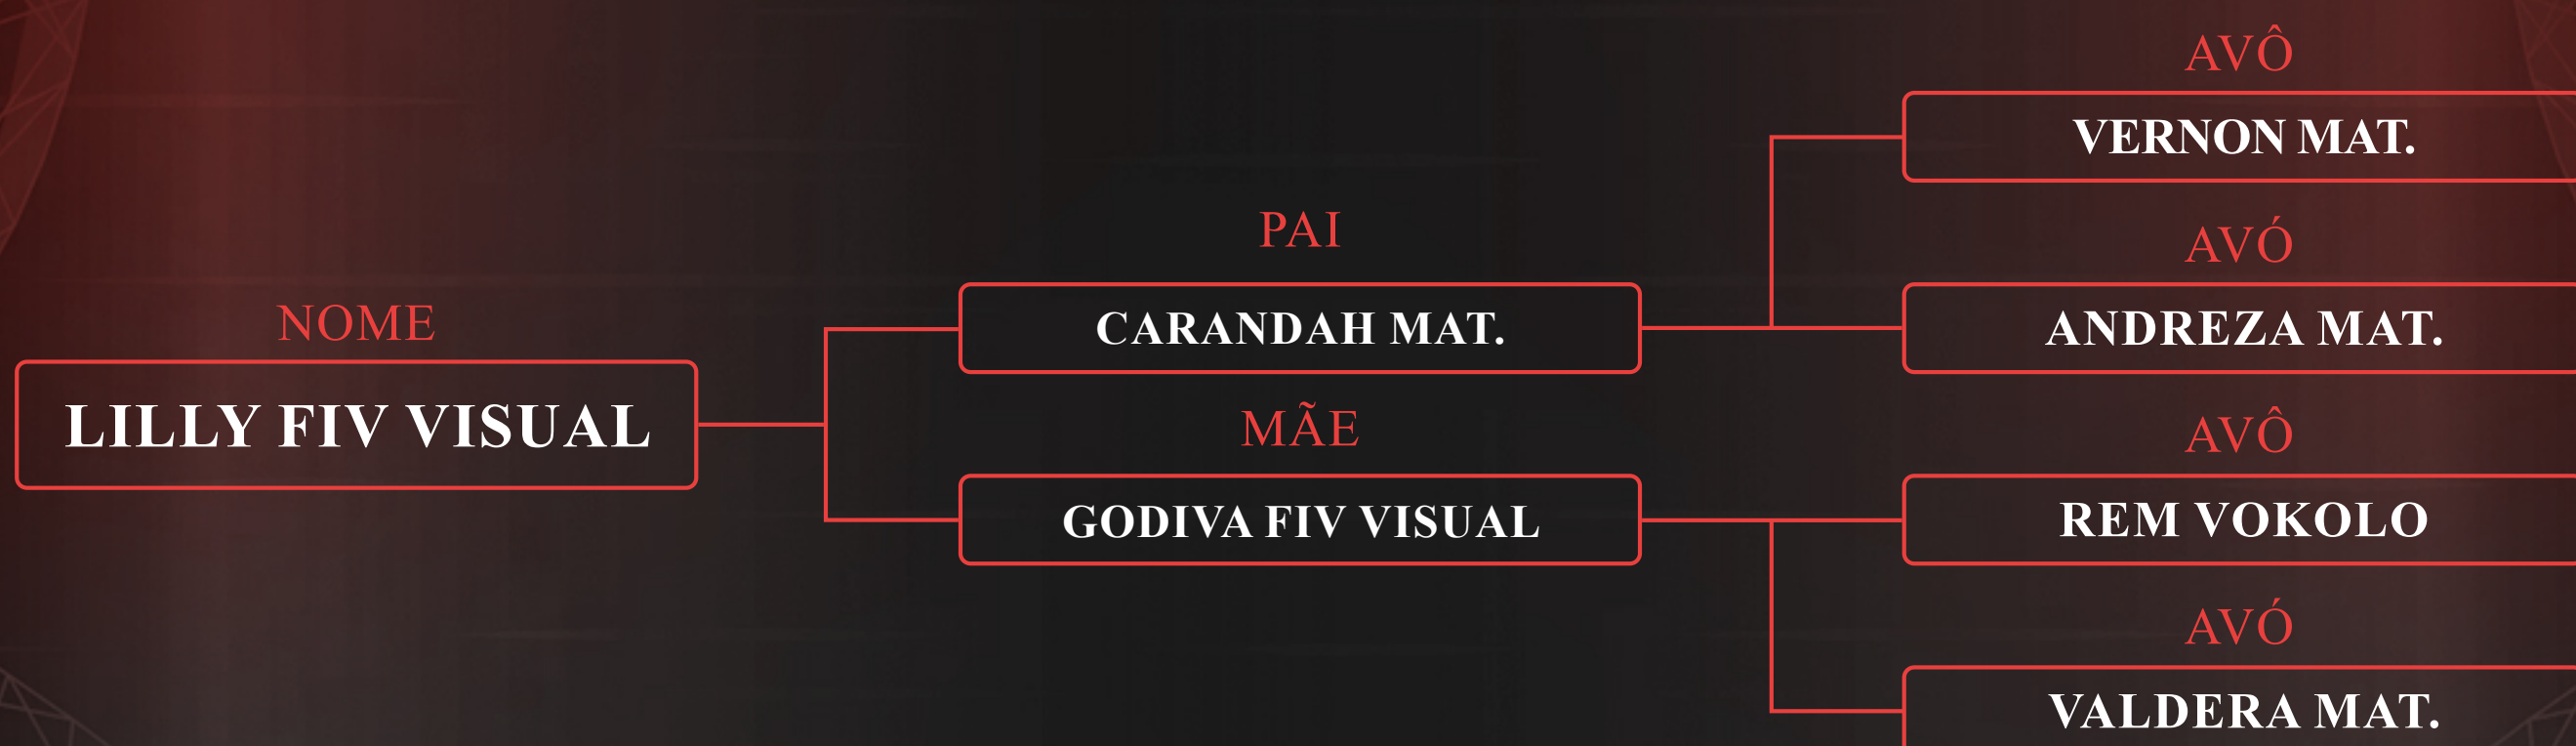 NOME
LILLY FIV VISUAL
PAI
CARANDAH MAT.
MÃE
GODIVA FIV VISUAL
AVÔ
VERNON MAT.
AVÓ
ANDREZA MAT.
AVÔ
REM VOKOLO
AVÓ
VALDERA MAT.